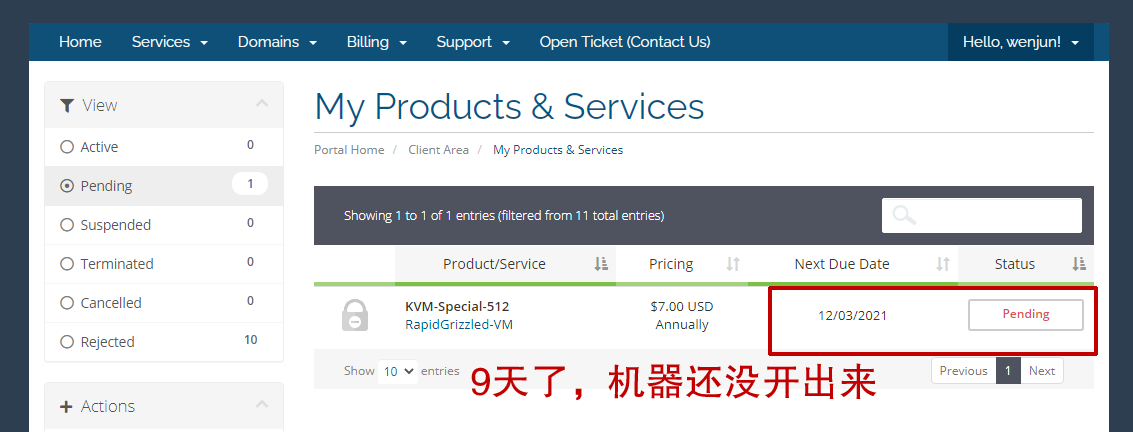 Home Services Domains Billing Support Open Ticket (Contact Us) Hello, wenjun!
View
Active 0
Pending 1
Suspended 0
Terminated 0
Cancelled 0
Rejected 10
Actions
My Products & Services
Portal Home / Client Area / My Products & Services
Showing 1 to 1 of 1 entries (filtered from 11 total entries)
Product/Service Pricing Next Due Date Status
KVM-Special-512 $7.00 USD 12/03/2021 Pending
RapidGrizzled-VM Annually
Show 10 entries Previous 1 Next
9天了，机器还没开出来